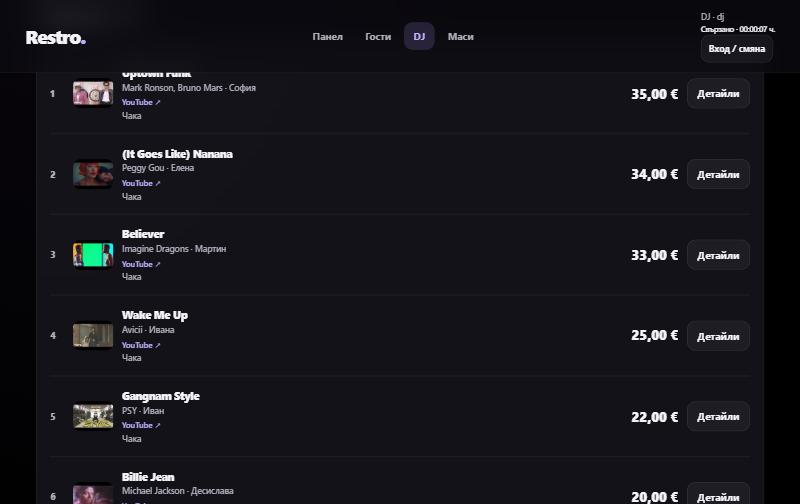 Restro.
Панел
Гости
DJ
Маси
DJ · dj
Свързано · 00:00:07 ч.
Вход / смяна
1
Uptown Funk
Mark Ronson, Bruno Mars · София
YouTube ↗
Чака
35,00 €
Детайли
2
(It Goes Like) Nanana
Peggy Gou · Елена
YouTube ↗
Чака
34,00 €
Детайли
3
Believer
Imagine Dragons · Мартин
YouTube ↗
Чака
33,00 €
Детайли
4
Wake Me Up
Avicii · Ивана
YouTube ↗
Чака
25,00 €
Детайли
5
Gangnam Style
PSY · Иван
YouTube ↗
Чака
22,00 €
Детайли
6
Billie Jean
Michael Jackson · Десислава
20,00 €
Детайли